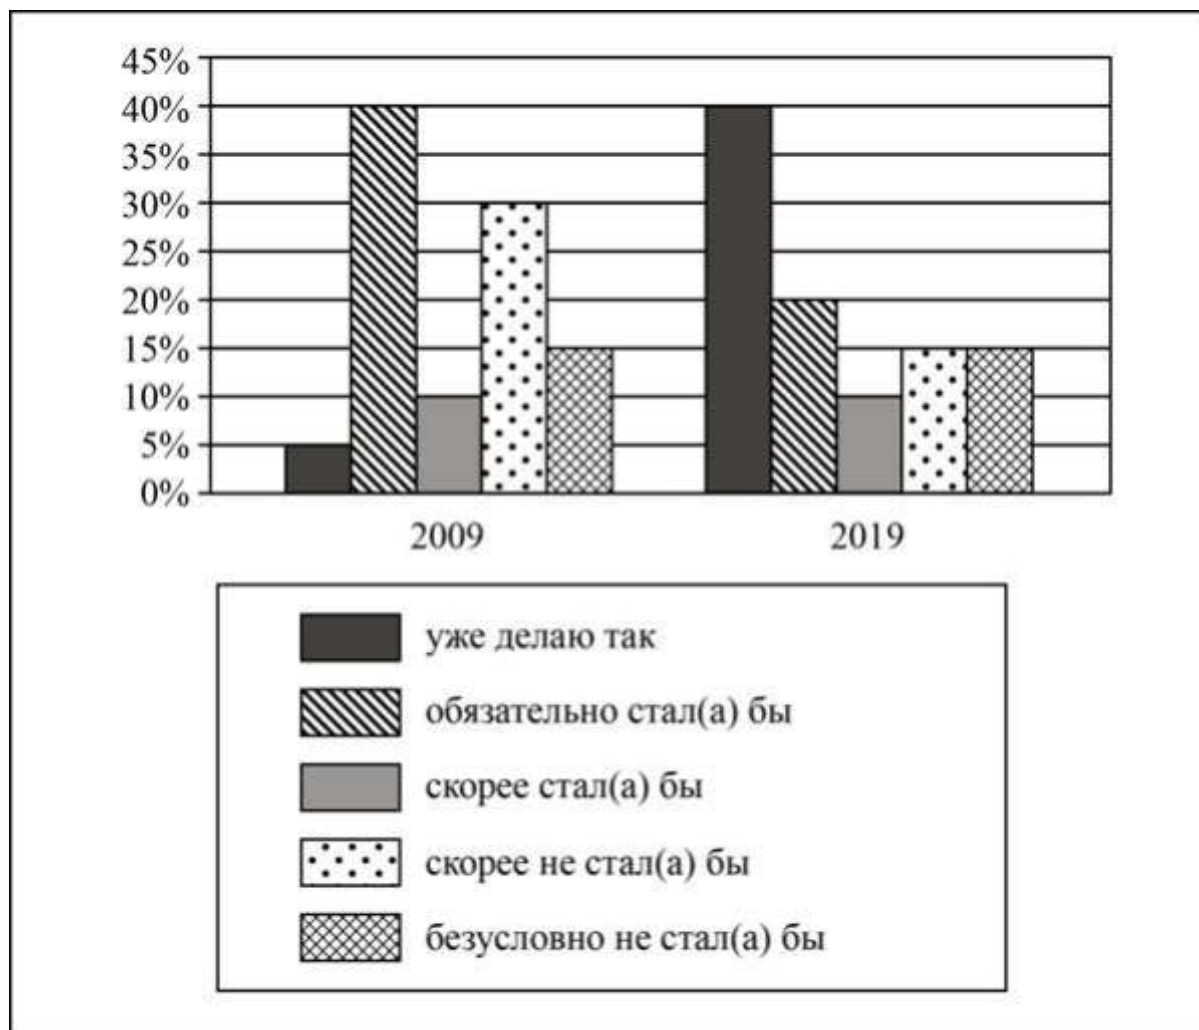 45%
40%
35%
30%
25%
20%
15%
10%
5%
0%
2009 2019
уже делаю так
обязательно стал(а) бы
скорее стал(а) бы
скорее не стал(а) бы
безусловно не стал(а) бы